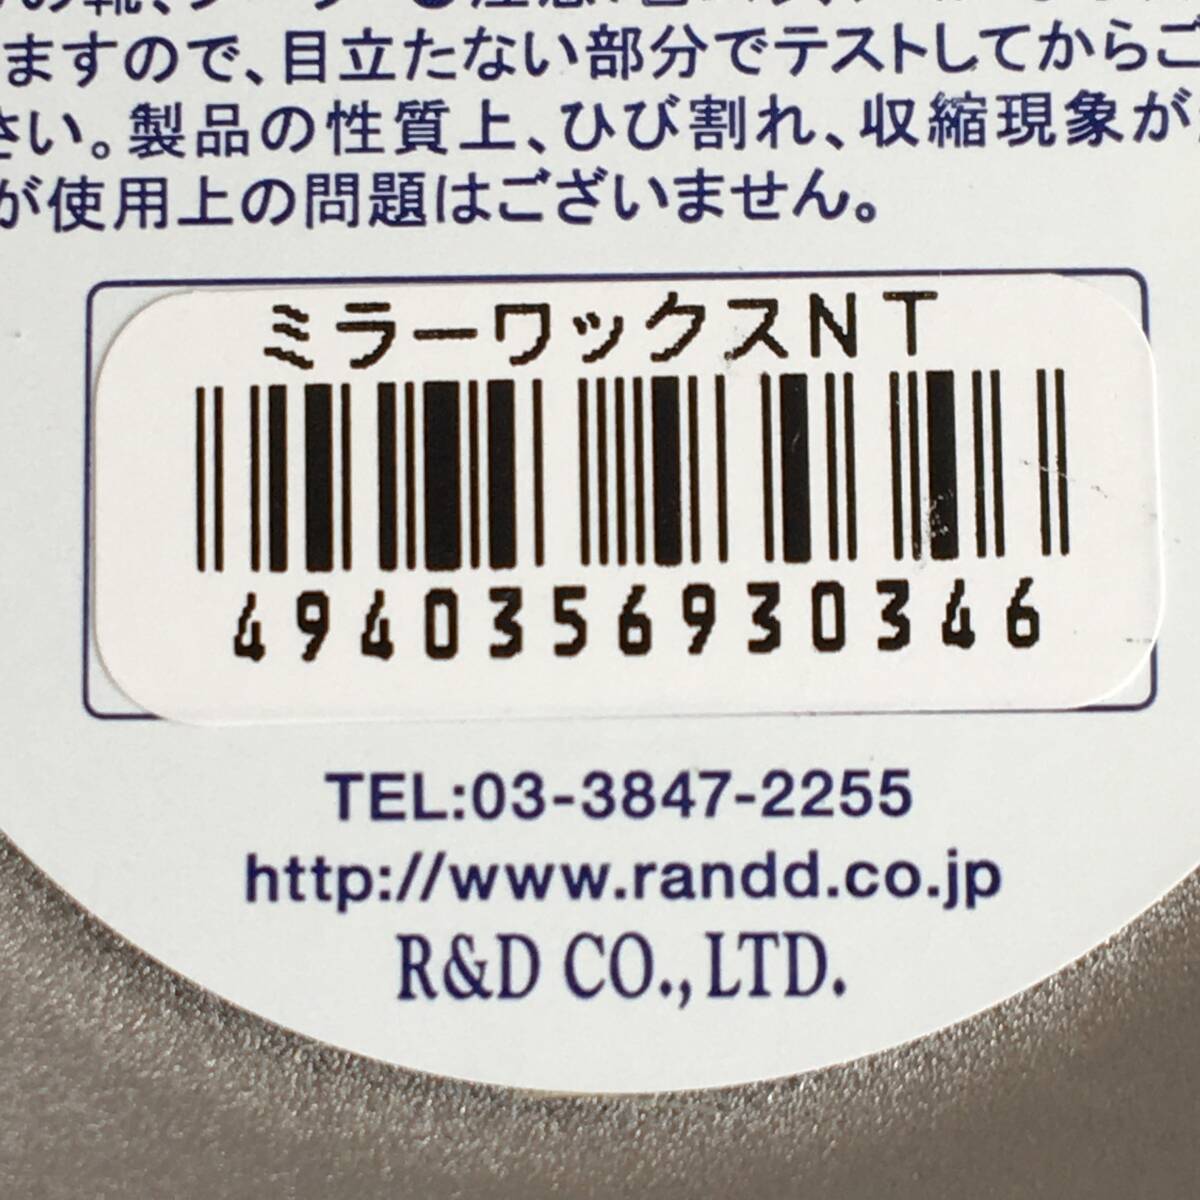 ますので、目立たない部分でテストしてからご
さい。製品の性質上、ひび割れ、収縮現象が
が使用上の問題はございません。
ミラーワックスNT
4940356930346
TEL:03-3847-2255
http://www.randd.co.jp
R&D CO.,LTD.